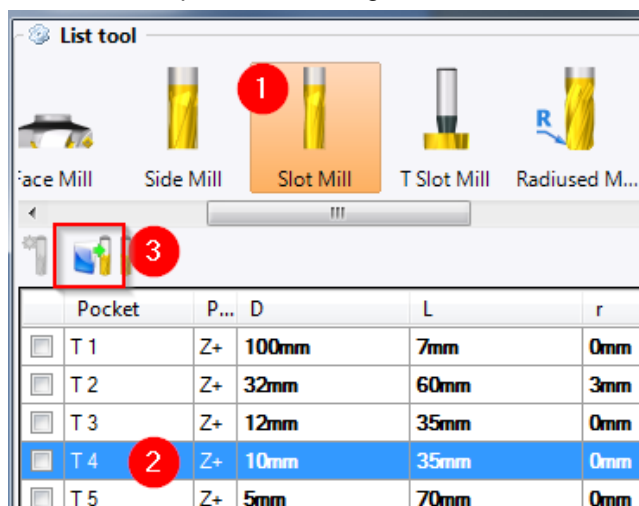 List tool
1
R
Face Mill Side Mill Slot Mill T Slot Mill Radiused M...
3
Pocket P... D L r
T 1 Z+ 100mm 7mm 0mm
T 2 Z+ 32mm 60mm 3mm
T 3 Z+ 12mm 35mm 0mm
T 4 2 Z+ 10mm 35mm 0mm
T 5 Z+ 5mm 70mm 0mm